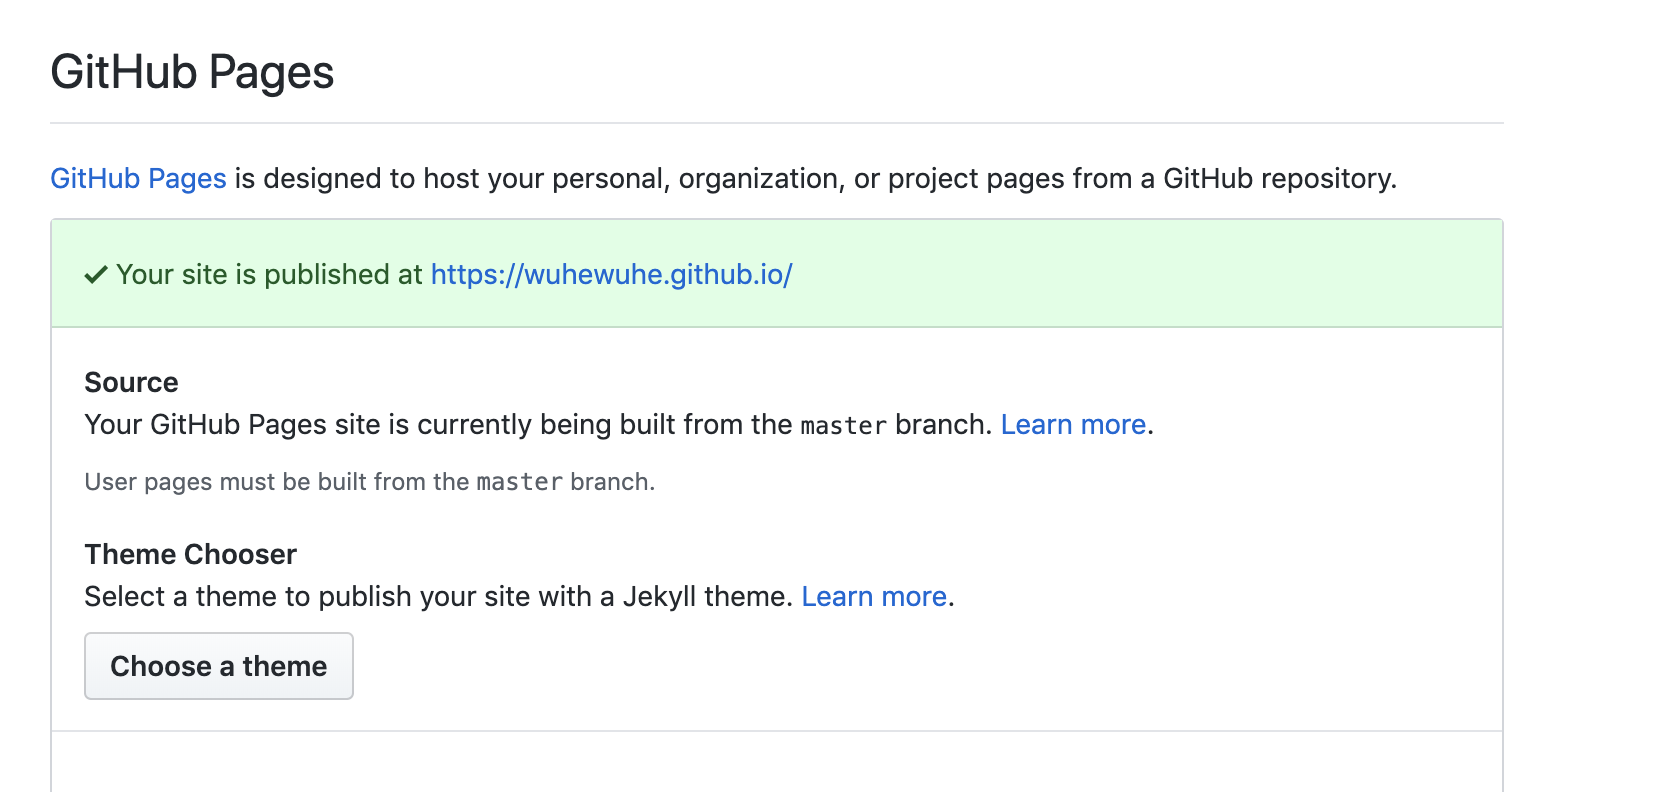 GitHub Pages
GitHub Pages is designed to host your personal, organization, or project pages from a GitHub repository.
Your site is published at https://wuhewuhe.github.io/
Source
Your GitHub Pages site is currently being built from the master branch. Learn more.
User pages must be built from the master branch.
Theme Chooser
Select a theme to publish your site with a Jekyll theme. Learn more.
Choose a theme